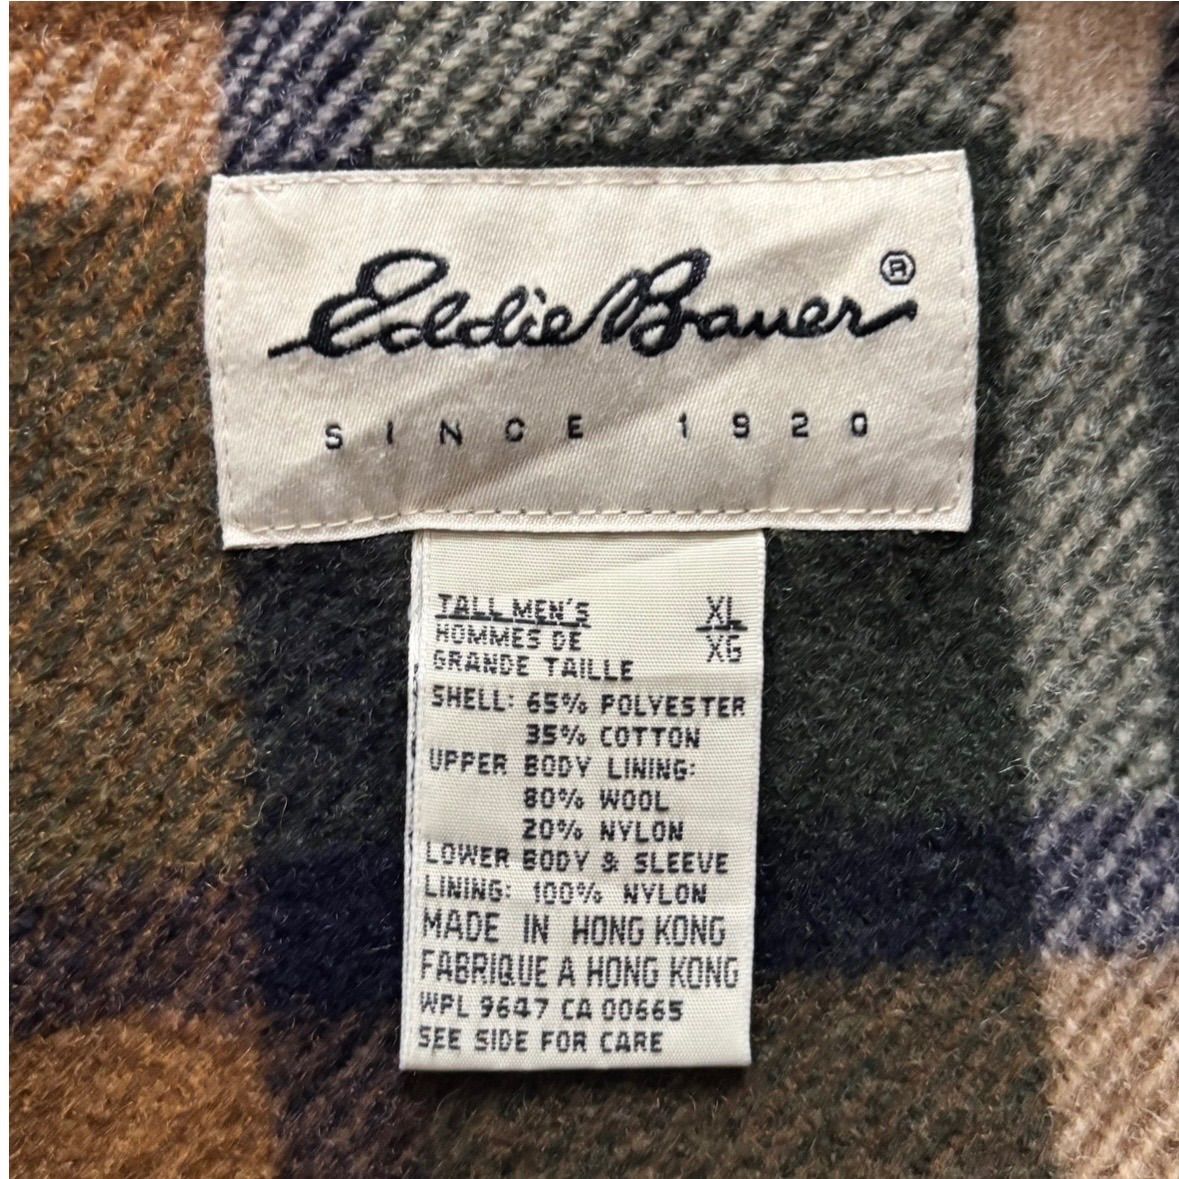 Eddie Bauer®
SINCE 1920
TALL MEN'S XL
HOMMES DE XG
GRANDE TAILLE
SHELL: 65% POLYESTER
35% COTTON
UPPER BODY LINING:
80% WOOL
20% NYLON
LOWER BODY & SLEEVE
LINING: 100% NYLON
MADE IN HONG KONG
FABRIQUE A HONG KONG
WPL 9647 CA 00665
SEE SIDE FOR CARE